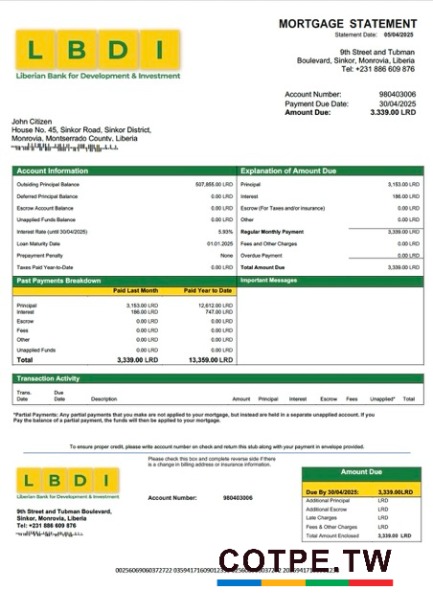 LBDI
Liberian Bank for Development & Investment
MORTGAGE STATEMENT
Statement Date: 05/04/2025
9th Street and Tubman
Boulevard, Sinkor, Monrovia, Liberia
Tel: +231 886 609 876
Account Number: 980403006
Payment Due Date: 30/04/2025
Amount Due: 3.339.00 LRD
John Citizen
House No. 45, Sinkor Road, Sinkor District,
Monrovia, Montserrado County, Liberia
Account Information
Outsiding Principal Balance 507,855.00 LRD
Deferred Principal Balance 0.00 LRD
Escrow Account Balance 0.00 LRD
Unapplied Funds Balance 0.00 LRD
Interest Rate (until 30/04/2025) 5.93%
Loan Maturity Date 01.01.2025
Prepayment Penalty None
Taxes Paid Year-to-Date 0.00 LRD
Explanation of Amount Due
Principal 3,153.00 LRD
Interest 186.00 LRD
Escrow (For Taxes and/or Insurance) 0.00 LRD
Other 0.00 LRD
Regular Monthly Payment 3,339.00 LRD
Fees and Other Charges 0.00 LRD
Overdue Payment 0.00 LRD
Total Amount Due 3,339.00 LRD
Past Payments Breakdown
Paid Last Month Paid Year to Date
Principal 3,153.00 LRD 12,612.00 LRD
Interest 186.00 LRD 747.00 LRD
Escrow 0.00 LRD 0.00 LRD
Fees 0.00 LRD 0.00 LRD
Other 0.00 LRD 0.00 LRD
Unapplied Funds 0.00 LRD 0.00 LRD
Total 3,339.00 LRD 13,359.00 LRD
Important Messages
Transaction Activity
Trans. Date Due Date Description Amount Principal Interest Escrow Fees Unapplied* Total
*Partial Payments: Any partial payments that you make are not applied to your mortgage, but instead are held in a separate unapplied account. If you
Pay the balance of a partial payment, the funds will then be applied to your mortgage.
To ensure proper credit, please write account number on check and return this stub along with your payment in envelope provided.
Please check this box and complete reverse side if there
is a change in billing address or insurance information.
LBDI
Liberian Bank for Development & Investment
9th Street and Tubman Boulevard,
Sinkor, Monrovia, Liberia
Tel: +231 886 609 876
Account Number: 980403006
Amount Due
Due By 30/04/2025: 3,339.00LRD
Additional Principal LRD
Additional Escrow LRD
Late Charges LRD
Fees & Other Charges LRD
Total Amount Enclosed 3,339.00 LRD
COTPE.TW